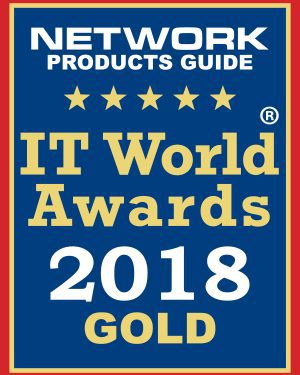 NETWORK
PRODUCTS GUIDE
®
IT World
Awards
2018
GOLD